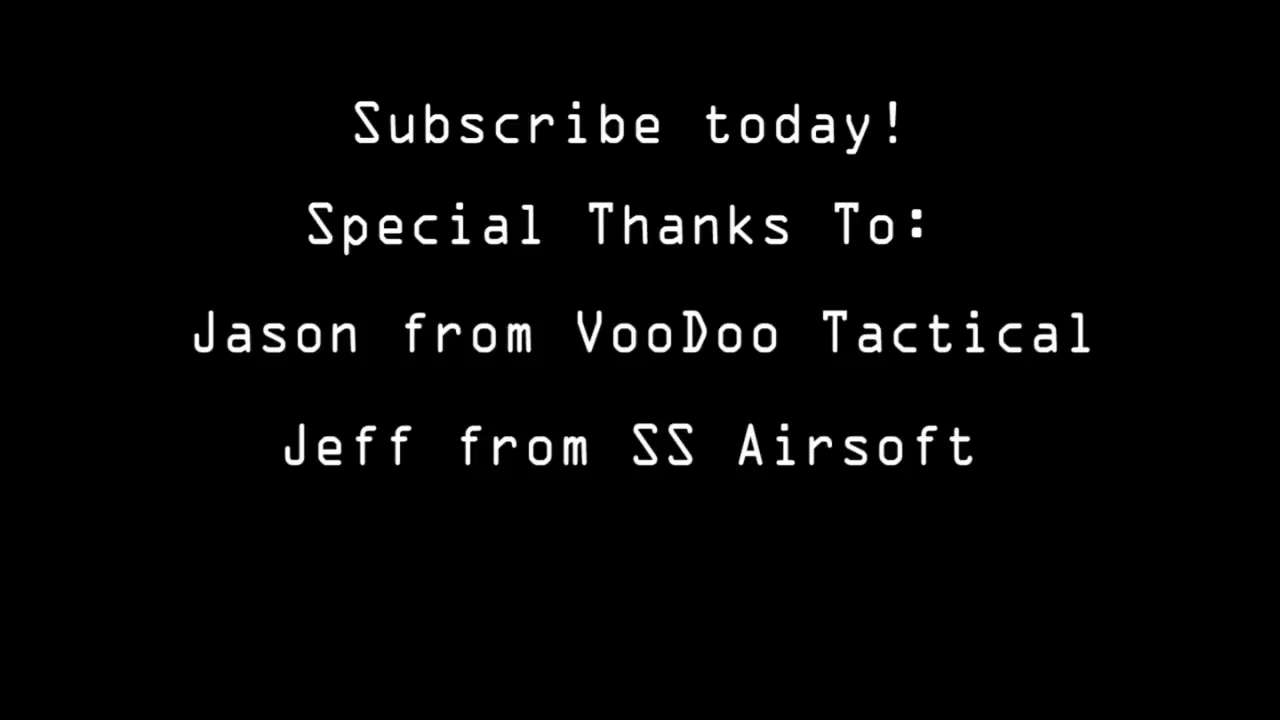 Subscribe today!
Special Thanks To:
Jason from VooDoo Tactical
Jeff from SS Airsoft